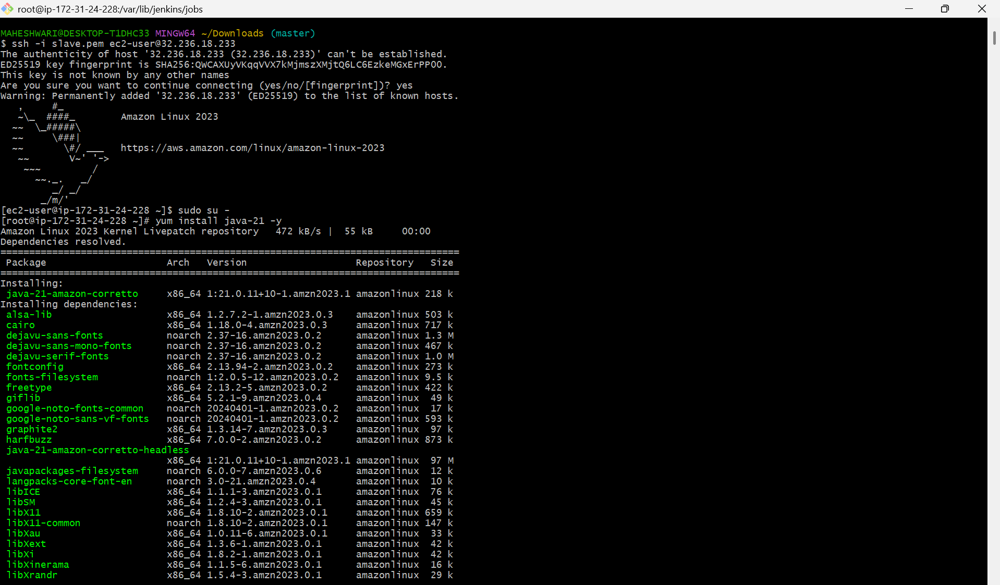 root@ip-172-31-24-228:/var/lib/jenkins/jobs
MAHESHWARI@DESKTOP-T1DHC33 MINGW64 ~/Downloads (master)
$ ssh -i slave.pem ec2-user@32.236.18.233
The authenticity of host '32.236.18.233 (32.236.18.233)' can't be established.
ED25519 key fingerprint is SHA256:QWCAXUyVKqqVVX7kMjmszXMjtQ6LC6EzkeMGxErPPOO.
This key is not known by any other names
Are you sure you want to continue connecting (yes/no/[fingerprint])? yes
Warning: Permanently added '32.236.18.233' (ED25519) to the list of known hosts.
   ,     #_
   ~\_  ####_        Amazon Linux 2023
  ~~  \_#####\
  ~~     \###|
  ~~       \#/ ___   https://aws.amazon.com/linux/amazon-linux-2023
   ~~       V~' '->
    ~~~         /
      ~~._.   _/
         _/ _/
       _/m/'
[ec2-user@ip-172-31-24-228 ~]$ sudo su -
[root@ip-172-31-24-228 ~]# yum install java-21 -y
Amazon Linux 2023 Kernel Livepatch repository   472 kB/s |  55 kB     00:00
Dependencies resolved.
================================================================================
 Package                     Arch   Version                   Repository   Size
================================================================================
Installing:
 java-21-amazon-corretto     x86_64 1:21.0.11+10-1.amzn2023.1 amazonlinux 218 k
Installing dependencies:
 alsa-lib                    x86_64 1.2.7.2-1.amzn2023.0.3    amazonlinux 503 k
 cairo                       x86_64 1.18.0-4.amzn2023.0.3     amazonlinux 717 k
 dejavu-sans-fonts           noarch 2.37-16.amzn2023.0.2      amazonlinux 1.3 M
 dejavu-sans-mono-fonts      noarch 2.37-16.amzn2023.0.2      amazonlinux 467 k
 dejavu-serif-fonts          noarch 2.37-16.amzn2023.0.2      amazonlinux 1.0 M
 fontconfig                  x86_64 2.13.94-2.amzn2023.0.2    amazonlinux 273 k
 fonts-filesystem            noarch 1:2.0.5-12.amzn2023.0.2   amazonlinux 9.5 k
 freetype                    x86_64 2.13.2-5.amzn2023.0.2     amazonlinux 422 k
 giflib                      x86_64 5.2.1-9.amzn2023.0.4      amazonlinux  49 k
 google-noto-fonts-common    noarch 20240401-1.amzn2023.0.2   amazonlinux  17 k
 google-noto-sans-vf-fonts   noarch 20240401-1.amzn2023.0.2   amazonlinux 593 k
 graphite2                   x86_64 1.3.14-7.amzn2023.0.3     amazonlinux  97 k
 harfbuzz                    x86_64 7.0.0-2.amzn2023.0.2      amazonlinux 873 k
 java-21-amazon-corretto-headless
                             x86_64 1:21.0.11+10-1.amzn2023.1 amazonlinux  97 M
 javapackages-filesystem     noarch 6.0.0-7.amzn2023.0.6      amazonlinux  12 k
 langpacks-core-font-en      noarch 3.0-21.amzn2023.0.4       amazonlinux  10 k
 libICE                      x86_64 1.1.1-3.amzn2023.0.1      amazonlinux  76 k
 libSM                       x86_64 1.2.4-3.amzn2023.0.1      amazonlinux  45 k
 libX11                      x86_64 1.8.10-2.amzn2023.0.1     amazonlinux 659 k
 libX11-common               noarch 1.8.10-2.amzn2023.0.1     amazonlinux 147 k
 libXau                      x86_64 1.0.11-6.amzn2023.0.1     amazonlinux  33 k
 libXext                     x86_64 1.3.6-1.amzn2023.0.1      amazonlinux  42 k
 libXi                       x86_64 1.8.2-1.amzn2023.0.1      amazonlinux  42 k
 libXinerama                 x86_64 1.1.5-6.amzn2023.0.1      amazonlinux  16 k
 libXrandr                   x86_64 1.5.4-3.amzn2023.0.1      amazonlinux  29 k